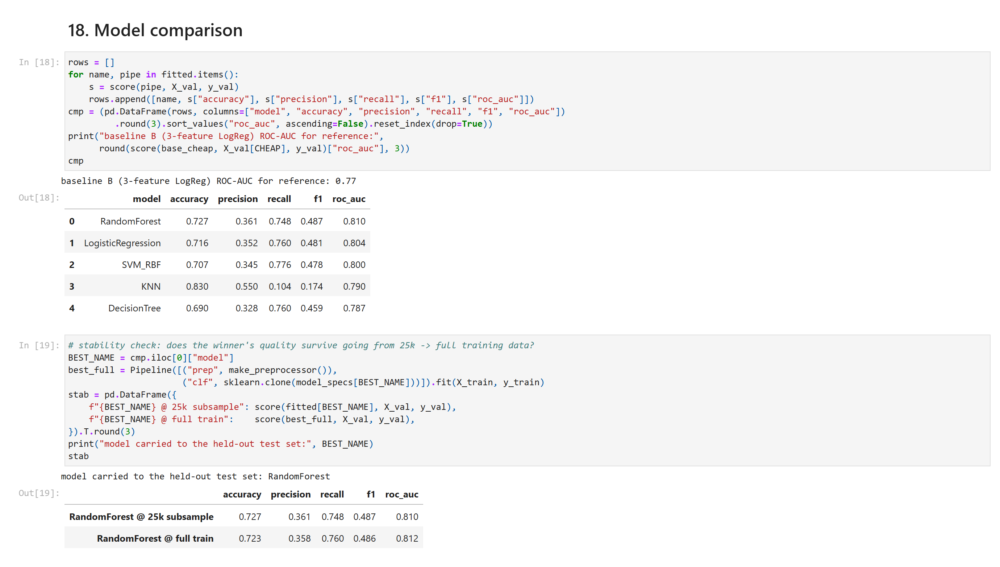 18. Model comparison
In [18]:
rows = []
for name, pipe in fitted.items():
    s = score(pipe, X_val, y_val)
    rows.append([name, s["accuracy"], s["precision"], s["recall"], s["f1"], s["roc_auc"]])
cmp = (pd.DataFrame(rows, columns=["model", "accuracy", "precision", "recall", "f1", "roc_auc"])
         .round(3).sort_values("roc_auc", ascending=False).reset_index(drop=True))
print("baseline B (3-feature LogReg) ROC-AUC for reference:",
      round(score(base_cheap, X_val[CHEAP], y_val)["roc_auc"], 3))
cmp
baseline B (3-feature LogReg) ROC-AUC for reference: 0.77
Out[18]:
model accuracy precision recall f1 roc_auc
0 RandomForest 0.727 0.361 0.748 0.487 0.810
1 LogisticRegression 0.716 0.352 0.760 0.481 0.804
2 SVM_RBF 0.707 0.345 0.776 0.478 0.800
3 KNN 0.830 0.550 0.104 0.174 0.790
4 DecisionTree 0.690 0.328 0.760 0.459 0.787
In [19]:
# stability check: does the winner's quality survive going from 25k -> full training data?
BEST_NAME = cmp.iloc[0]["model"]
best_full = Pipeline([("prep", make_preprocessor()),
                      ("clf", sklearn.clone(model_specs[BEST_NAME]))]).fit(X_train, y_train)
stab = pd.DataFrame({
    f"{BEST_NAME} @ 25k subsample": score(fitted[BEST_NAME], X_val, y_val),
    f"{BEST_NAME} @ full train":    score(best_full, X_val, y_val),
}).T.round(3)
print("model carried to the held-out test set:", BEST_NAME)
stab
model carried to the held-out test set: RandomForest
Out[19]:
accuracy precision recall f1 roc_auc
RandomForest @ 25k subsample 0.727 0.361 0.748 0.487 0.810
RandomForest @ full train 0.723 0.358 0.760 0.486 0.812